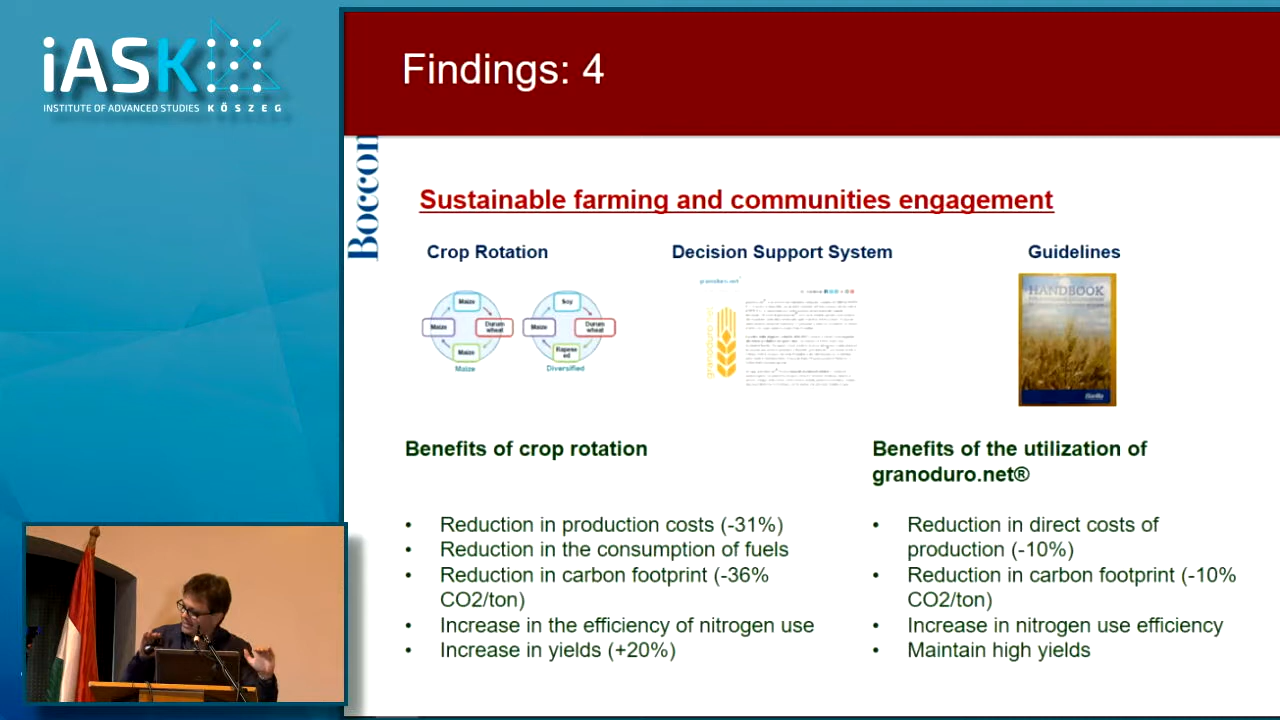 iASK
INSTITUTE OF ADVANCED STUDIES KŐSZEG
Findings: 4
Boccon
Sustainable farming and communities engagement
Crop Rotation
Decision Support System
Guidelines
Maize
Maize
Durum
wheat
Maize
Maize
Soy
Maize
Durum
wheat
Rapese
ed
Diversified
granoduro.net
granoduro.net
HANDBOOK
Barilla
Benefits of crop rotation
• Reduction in production costs (-31%)
• Reduction in the consumption of fuels
• Reduction in carbon footprint (-36%
CO2/ton)
• Increase in the efficiency of nitrogen use
• Increase in yields (+20%)
Benefits of the utilization of
granoduro.net®
• Reduction in direct costs of
production (-10%)
• Reduction in carbon footprint (-10%
CO2/ton)
• Increase in nitrogen use efficiency
• Maintain high yields